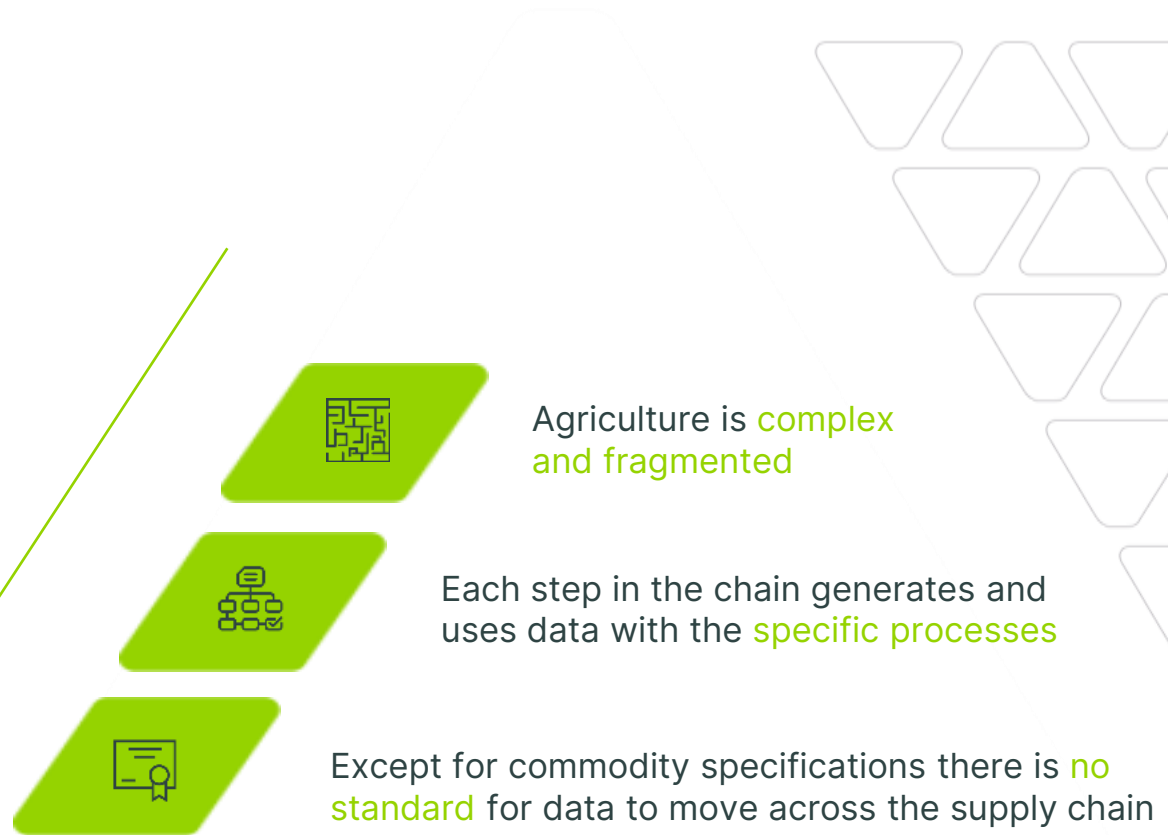 Agriculture is complex
and fragmented
Each step in the chain generates and
uses data with the specific processes
Except for commodity specifications there is no
standard for data to move across the supply chain